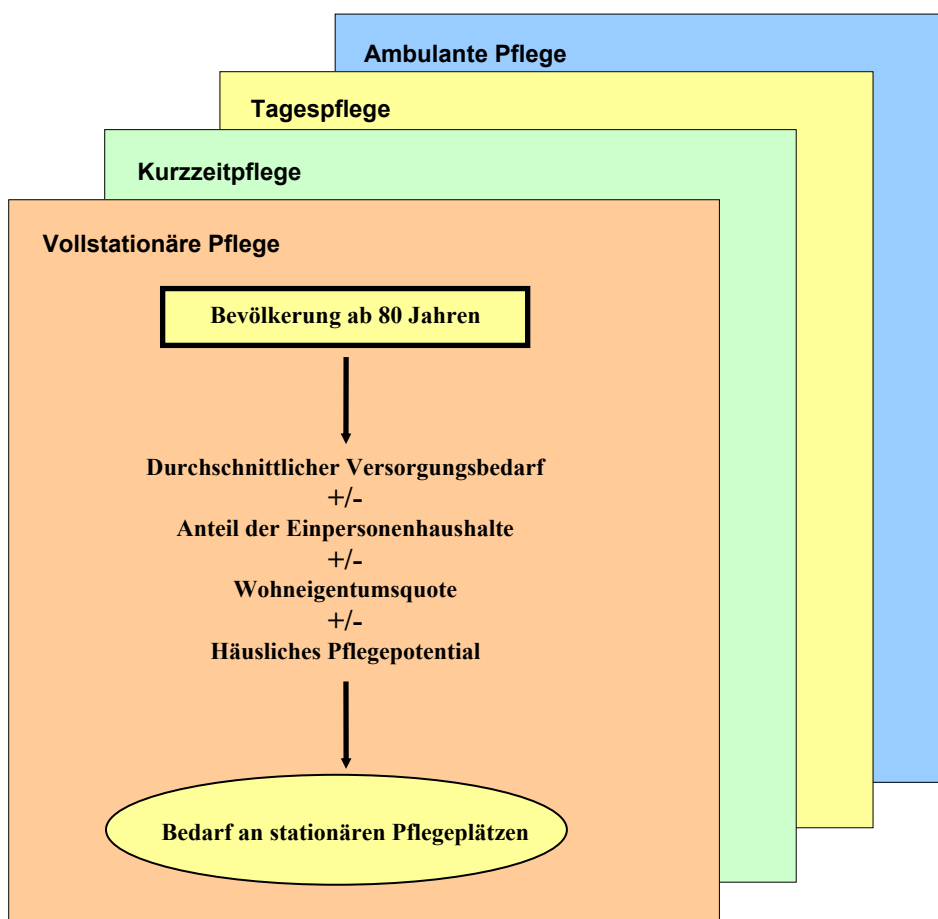 Ambulante Pflege
Tagespflege
Kurzzeitpflege
Vollstationäre Pflege
Bevölkerung ab 80 Jahren
Durchschnittlicher Versorgungsbedarf
+/-
Anteil der Einpersonenhaushalte
+/-
Wohneigentumsquote
+/-
Häusliches Pflegepotential
Bedarf an stationären Pflegeplätzen